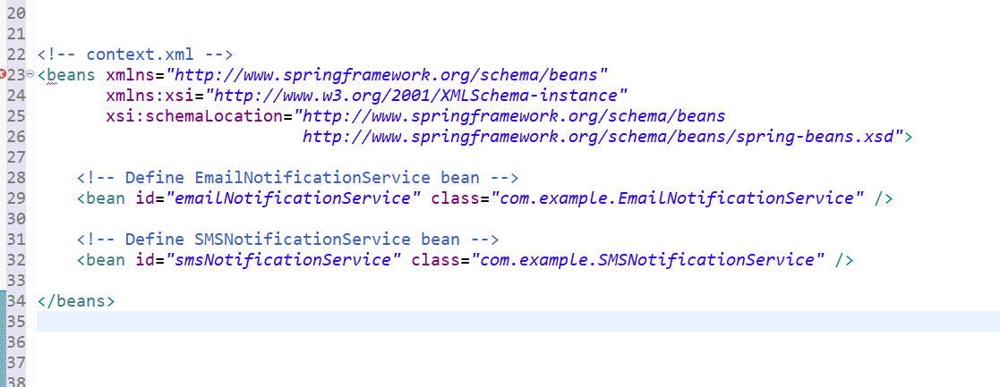 20
21
22 <!-- context.xml -->
23 <beans xmlns="http://www.springframework.org/schema/beans"
24        xmlns:xsi="http://www.w3.org/2001/XMLSchema-instance"
25        xsi:schemaLocation="http://www.springframework.org/schema/beans
26                            http://www.springframework.org/schema/beans/spring-beans.xsd">
27
28     <!-- Define EmailNotificationService bean -->
29     <bean id="emailNotificationService" class="com.example.EmailNotificationService" />
30
31     <!-- Define SMSNotificationService bean -->
32     <bean id="smsNotificationService" class="com.example.SMSNotificationService" />
33
34 </beans>
35
36
37
38